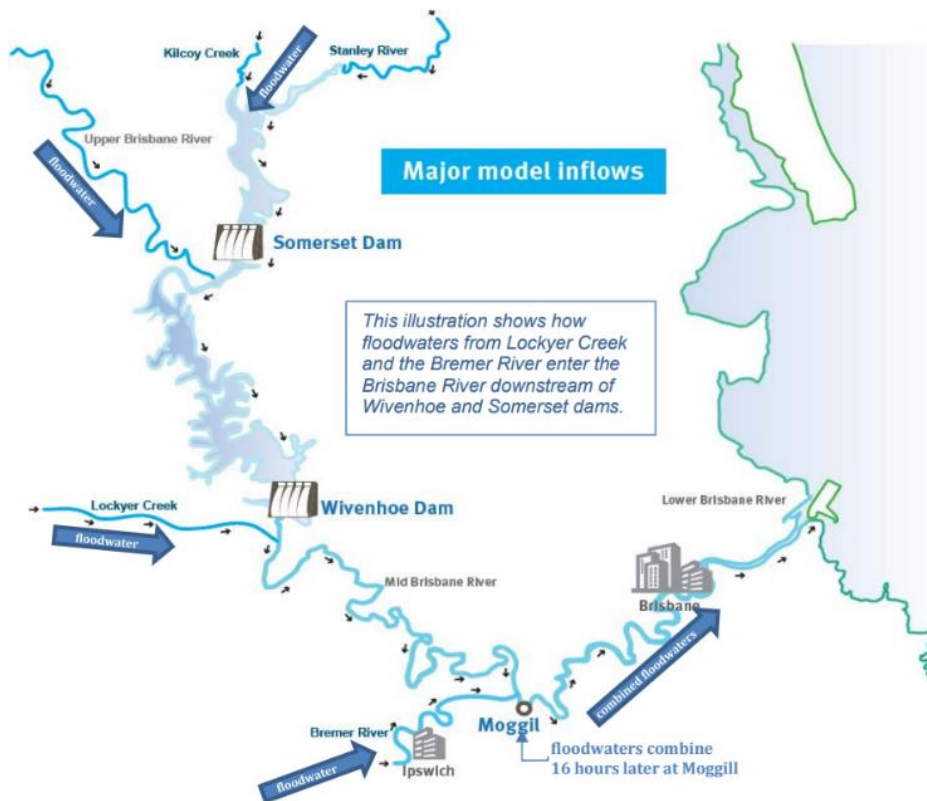 Kilcoy Creek
floodwater
Stanley River
Upper Brisbane River
floodwater
Major model inflows
Somerset Dam
This illustration shows how
floodwaters from Lockyer Creek
and the Bremer River enter the
Brisbane River downstream of
Wivenhoe and Somerset dams.
Lockyer Creek
floodwater
Wivenhoe Dam
Lower Brisbane River
Mid Brisbane River
Brisbane
combined floodwaters
Moggil
Bremer River
Ipswich
floodwater
floodwaters combine
16 hours later at Moggill